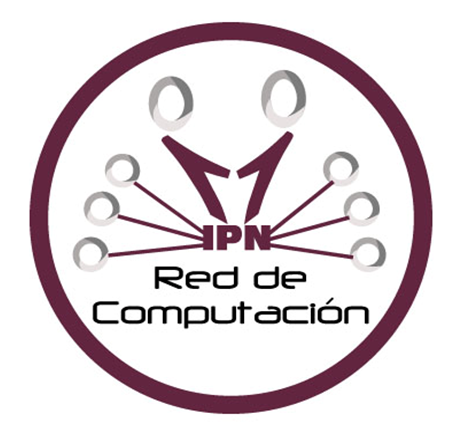 IPN
Red de
Computación